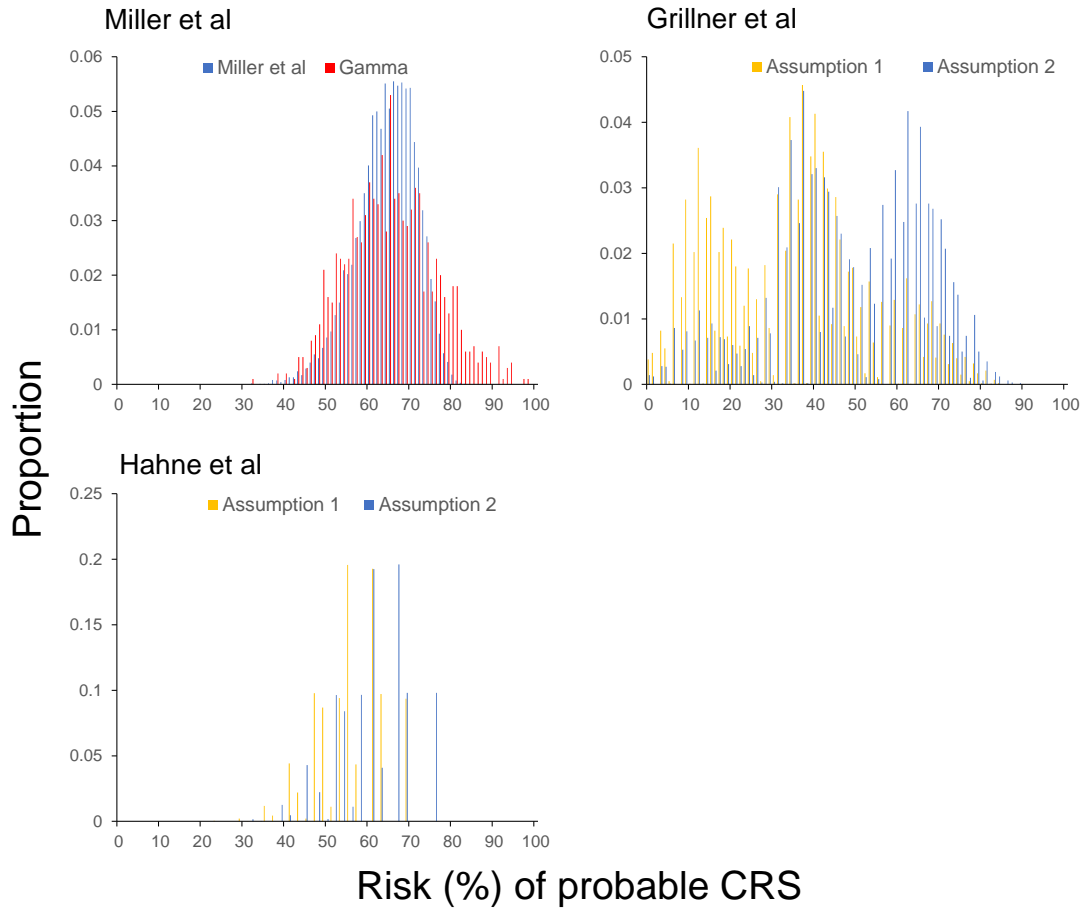 Miller et al
Miller et al Gamma
0.06
0.05
0.04
0.03
0.02
0.01
0
0 10 20 30 40 50 60 70 80 90 100
Grillner et al
Assumption 1 Assumption 2
0.05
0.04
0.03
0.02
0.01
0
0 10 20 30 40 50 60 70 80 90 100
Hahne et al
Assumption 1 Assumption 2
0.25
0.2
0.15
0.1
0.05
0
0 10 20 30 40 50 60 70 80 90 100
Proportion
Risk (%) of probable CRS